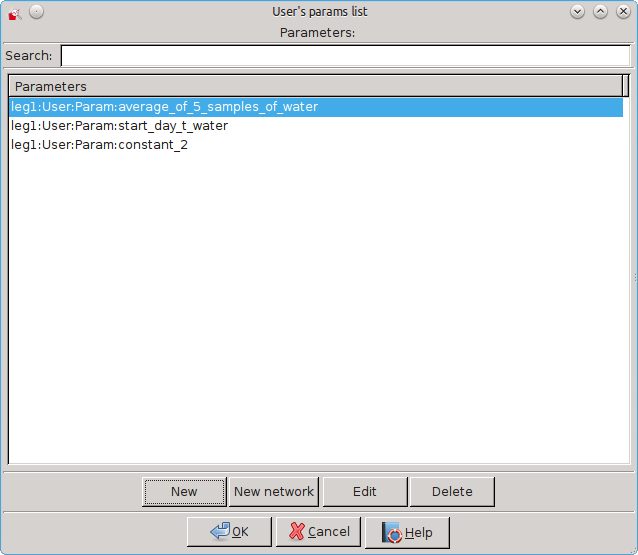 User's params list
Parameters:
Search:
Parameters
leg1:User:Param:average_of_5_samples_of_water
leg1:User:Param:start_day_t_water
leg1:User:Param:constant_2
New New network Edit Delete
OK Cancel Help